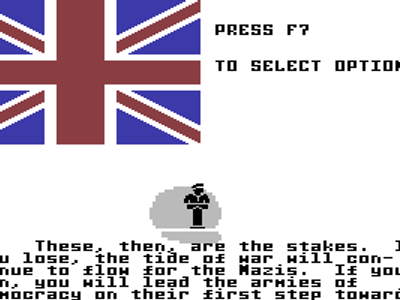 PRESS F7
TO SELECT OPTION
These, then, are the stakes. I
u lose, the tide of war will con-
nue to flow for the Nazis. If you
n, you will lead the armies of
mocracy on their first step toward